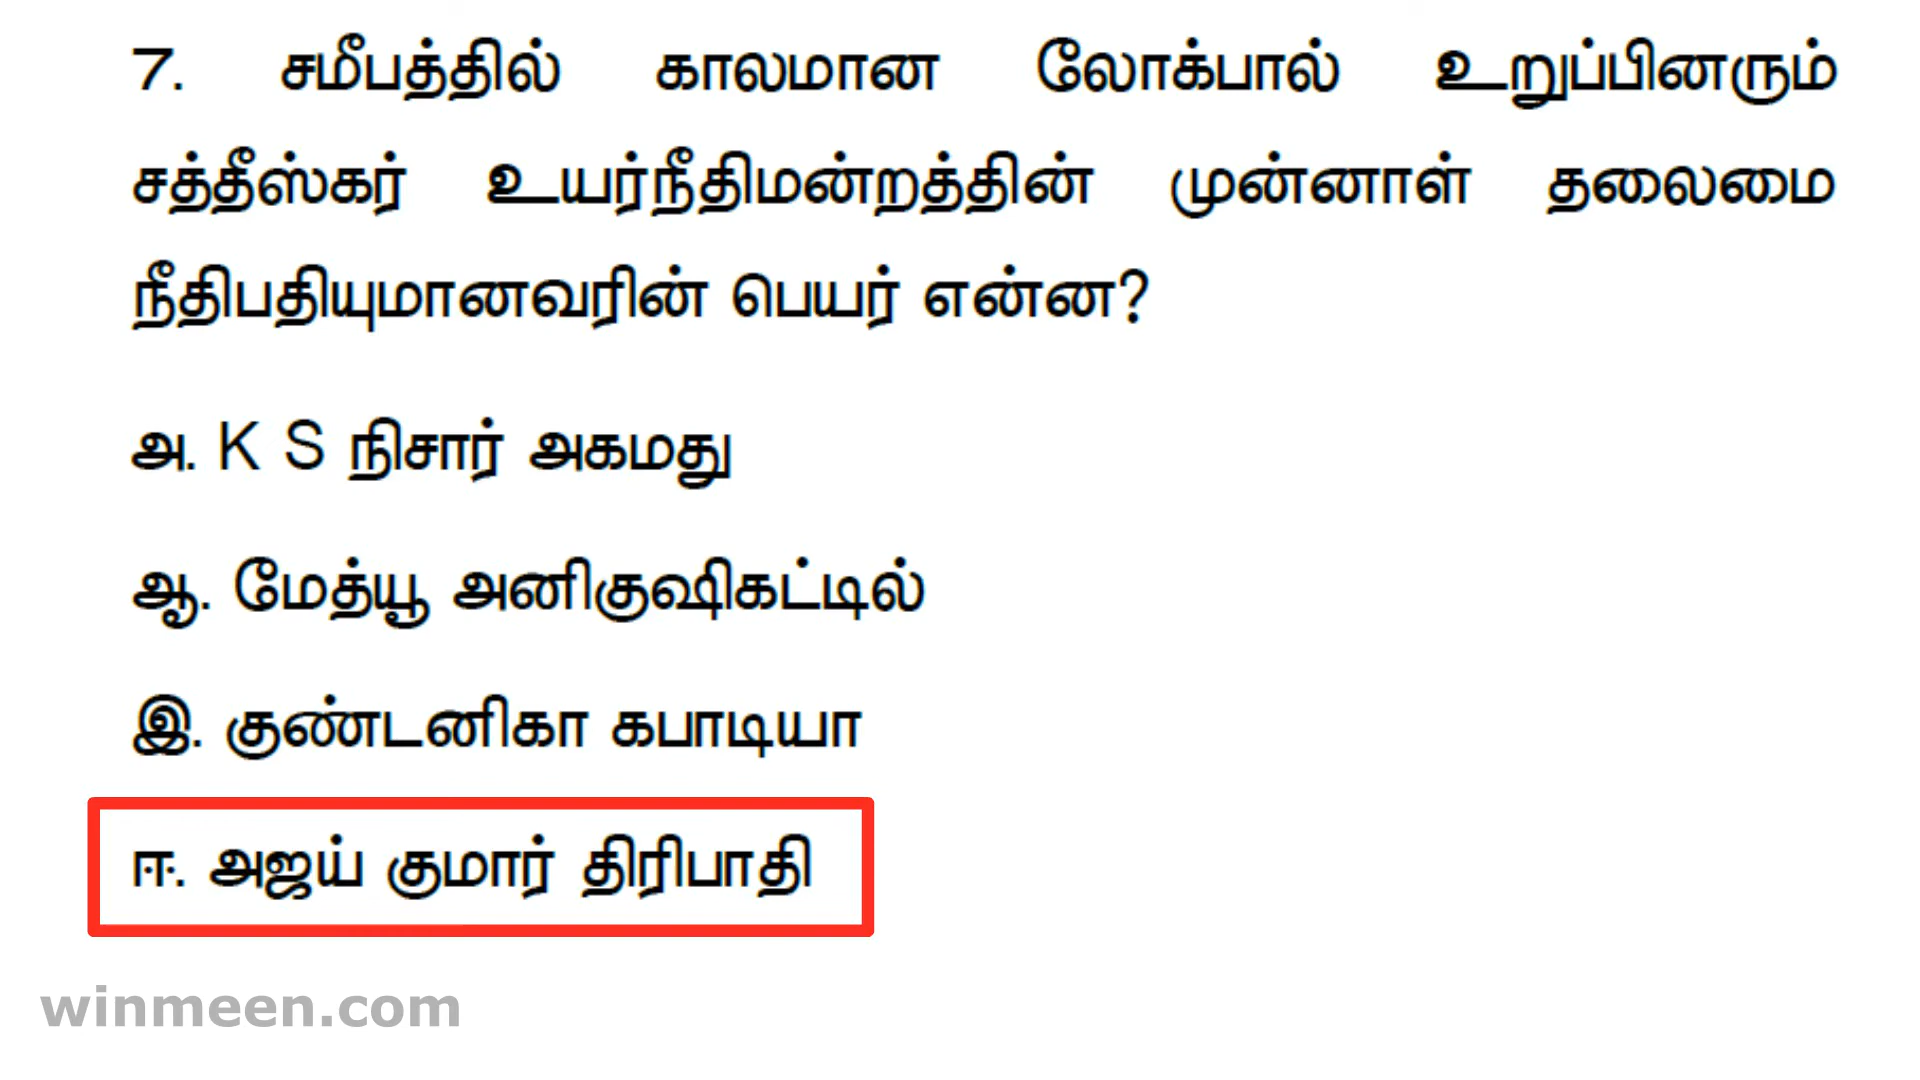 7. சமீபத்தில் காலமான லோக்பால் உறுப்பினரும்
சத்தீஸ்கர் உயர்நீதிமன்றத்தின் முன்னாள் தலைமை
நீதிபதியுமானவரின் பெயர் என்ன?
அ. K S நிசார் அகமது
ஆ. மேத்யூ அனிகுஷிகட்டில்
இ. குண்டனிகா கபாடியா
ஈ. அஜய் குமார் திரிபாதி
winmeen.com